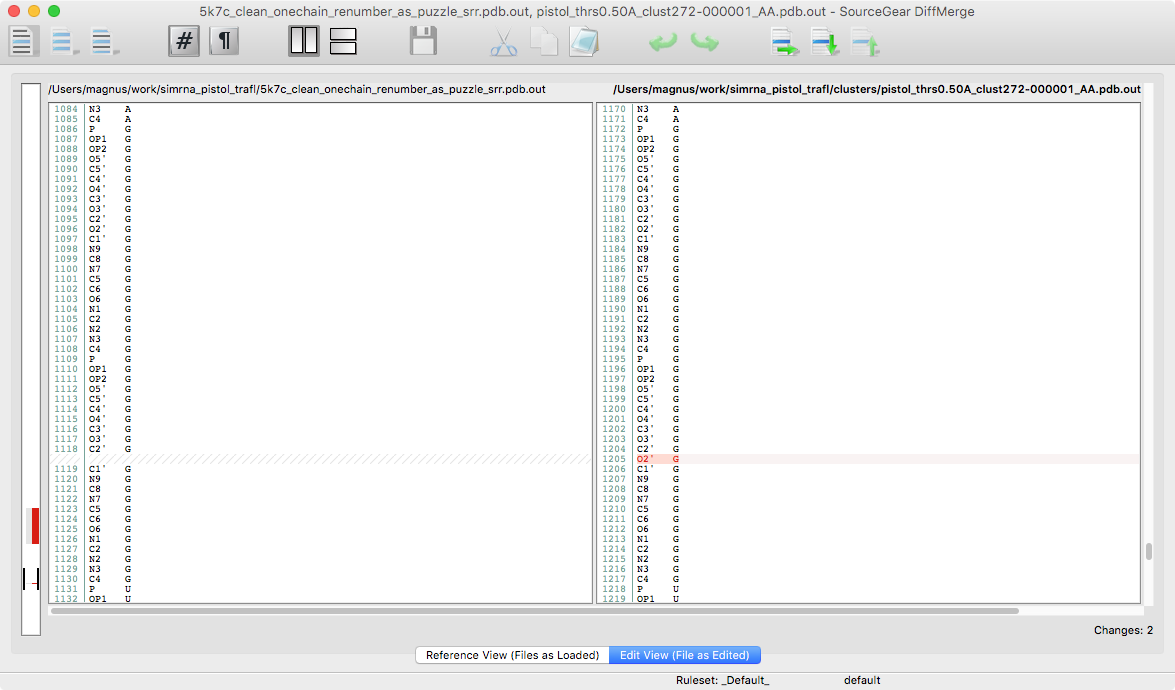 5k7c_clean_onechain_renumber_as_puzzle_srr.pdb.out, pistol_thrs0.50A_clust272-000001_AA.pdb.out - SourceGear DiffMerge
# ¶
/Users/magnus/work/simrna_pistol_trafl/5k7c_clean_onechain_renumber_as_puzzle_srr.pdb.out
1084 N3 A
1085 C4 A
1086 P G
1087 OP1 G
1088 OP2 G
1089 O5' G
1090 C5' G
1091 C4' G
1092 O4' G
1093 C3' G
1094 O3' G
1095 C2' G
1096 O2' G
1097 C1' G
1098 N9 G
1099 C8 G
1100 N7 G
1101 C5 G
1102 C6 G
1103 O6 G
1104 N1 G
1105 C2 G
1106 N2 G
1107 N3 G
1108 C4 G
1109 P G
1110 OP1 G
1111 OP2 G
1112 O5' G
1113 C5' G
1114 C4' G
1115 O4' G
1116 C3' G
1117 O3' G
1118 C2' G
1119 C1' G
1120 N9 G
1121 C8 G
1122 N7 G
1123 C5 G
1124 C6 G
1125 O6 G
1126 N1 G
1127 C2 G
1128 N2 G
1129 N3 G
1130 C4 G
1131 P U
1132 OP1 U
/Users/magnus/work/simrna_pistol_trafl/clusters/pistol_thrs0.50A_clust272-000001_AA.pdb.out
1170 N3 A
1171 C4 A
1172 P G
1173 OP1 G
1174 OP2 G
1175 O5' G
1176 C5' G
1177 C4' G
1178 O4' G
1179 C3' G
1180 O3' G
1181 C2' G
1182 O2' G
1183 C1' G
1184 N9 G
1185 C8 G
1186 N7 G
1187 C5 G
1188 C6 G
1189 O6 G
1190 N1 G
1191 C2 G
1192 N2 G
1193 N3 G
1194 C4 G
1195 P G
1196 OP1 G
1197 OP2 G
1198 O5' G
1199 C5' G
1200 C4' G
1201 O4' G
1202 C3' G
1203 O3' G
1204 C2' G
1205 O2' G
1206 C1' G
1207 N9 G
1208 C8 G
1209 N7 G
1210 C5 G
1211 C6 G
1212 O6 G
1213 N1 G
1214 C2 G
1215 N2 G
1216 N3 G
1217 C4 G
1218 P U
1219 OP1 U
Changes: 2
Reference View (Files as Loaded) Edit View (File as Edited)
Ruleset: _Default_ default